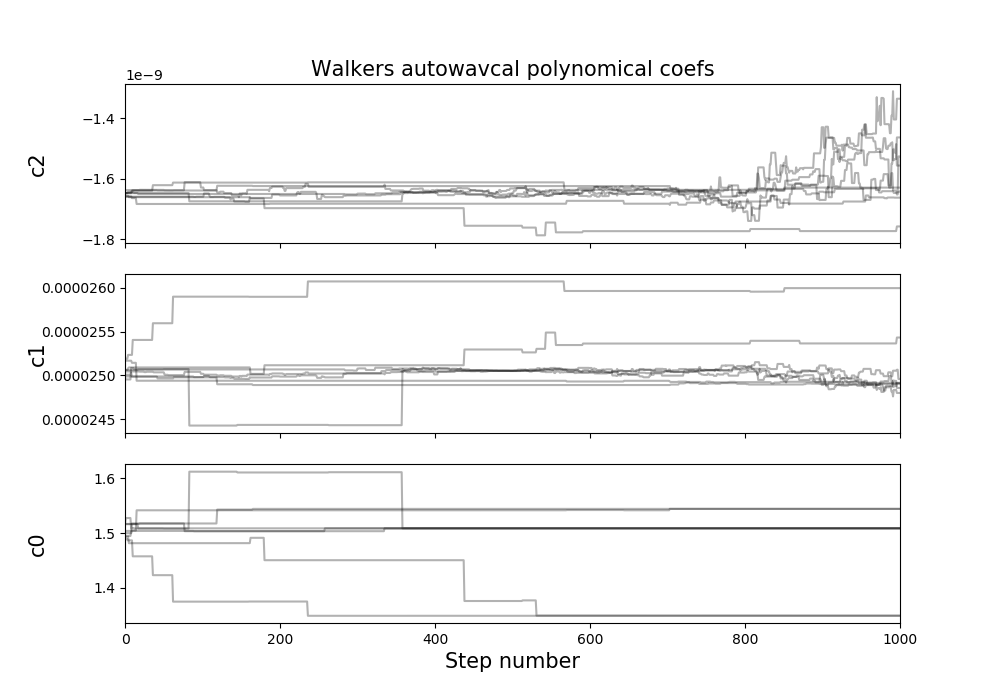 Walkers autowavcal polynomical coefs
1e−9
−1.4
−1.6
−1.8
c2
0.0000260
0.0000255
0.0000250
0.0000245
c1
1.6
1.5
1.4
c0
0 200 400 600 800 1000
Step number